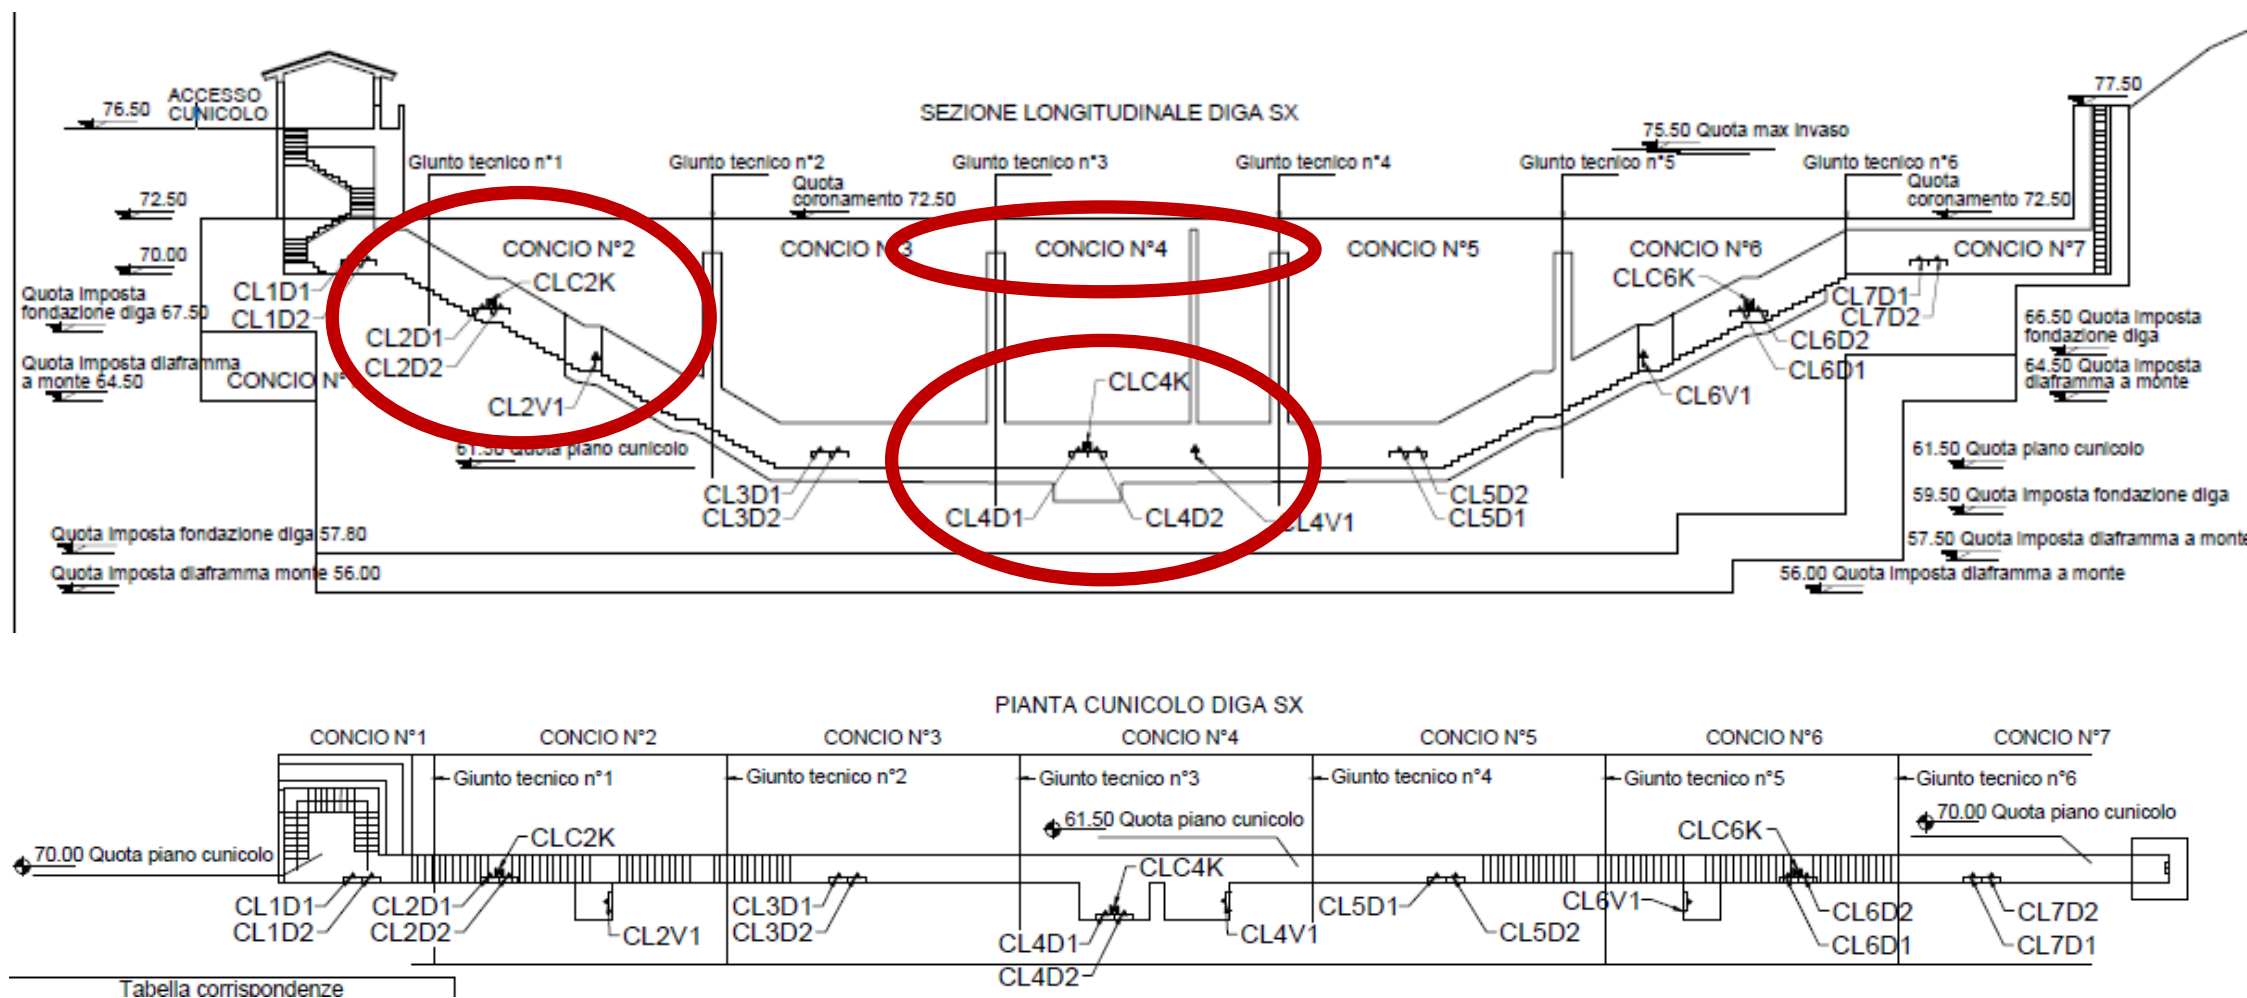 SEZIONE LONGITUDINALE DIGA SX
ACCESSO
CUNICOLO
76.50
77.50
75.50 Quota max Invaso
Giunto tecnico n°1
Giunto tecnico n°2
Giunto tecnico n°3
Giunto tecnico n°4
Giunto tecnico n°5
Giunto tecnico n°6
Quota
coronamento 72.50
Quota
coronamento 72.50
72.50
CONCIO N°2
CONCIO N°3
CONCIO N°4
CONCIO N°5
CONCIO N°6
CONCIO N°7
70.00
CL1D1
CL1D2
CLC2K
CLC6K
CL7D1
CL7D2
Quota Imposta
fondazione diga 67.50
CL2D1
CL2D2
CL6D2
CL6D1
66.50 Quota Imposta
fondazione diga
Quota Imposta diaframma
a monte 64.50
CONCIO N°
64.50 Quota Imposta
diaframma a monte
CL2V1
CLC4K
CL6V1
61.50 Quota piano cunicolo
61.50 Quota piano cunicolo
CL3D1
CL3D2
CL4D1
CL4D2
CL4V1
CL5D2
CL5D1
59.50 Quota Imposta fondazione diga
Quota Imposta fondazione diga 57.80
57.50 Quota Imposta diaframma a monte
Quota Imposta diaframma monte 56.00
56.00 Quota Imposta diaframma a monte
PIANTA CUNICOLO DIGA SX
CONCIO N°1
CONCIO N°2
CONCIO N°3
CONCIO N°4
CONCIO N°5
CONCIO N°6
CONCIO N°7
Giunto tecnico n°1
Giunto tecnico n°2
Giunto tecnico n°3
Giunto tecnico n°4
Giunto tecnico n°5
Giunto tecnico n°6
61.50 Quota piano cunicolo
70.00 Quota piano cunicolo
70.00 Quota piano cunicolo
CLC2K
CLC4K
CLC6K
CL1D1
CL1D2
CL2D1
CL2D2
CL2V1
CL3D1
CL3D2
CL4D1
CL4D2
CL4V1
CL5D1
CL5D2
CL6V1
CL6D2
CL6D1
CL7D2
CL7D1
Tabella corrispondenze